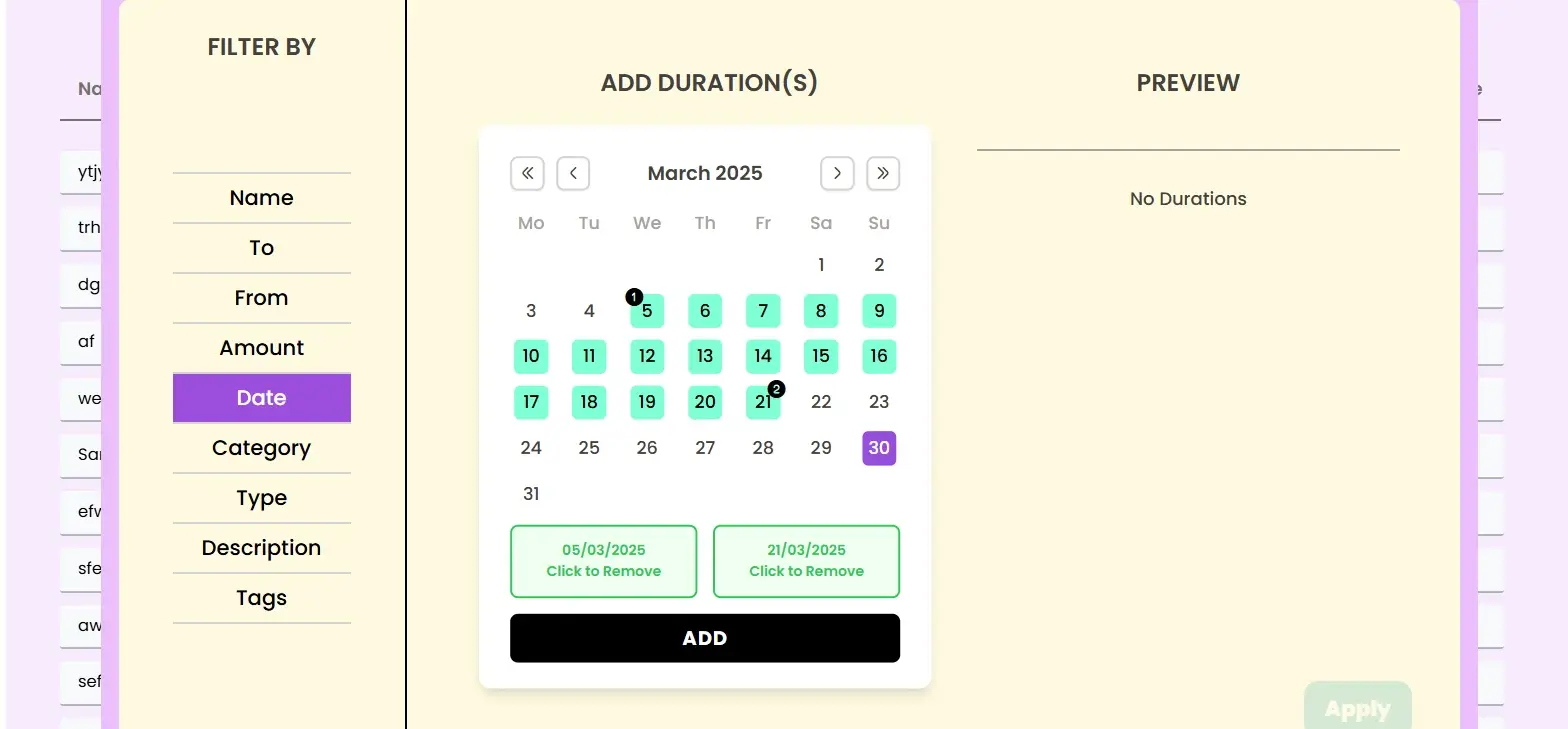 FILTER BY
Name
To
From
Amount
Date
Category
Type
Description
Tags
ADD DURATION(S)
March 2025
Mo Tu We Th Fr Sa Su
1 2
3 4 1 5 6 7 8 9
10 11 12 13 14 15 16
17 18 19 20 21 2 22 23
24 25 26 27 28 29 30
31
05/03/2025
Click to Remove
21/03/2025
Click to Remove
ADD
PREVIEW
No Durations
Apply
Na
ytjy
trh
dg
af
we
Sar
efw
sfe
aw
sef